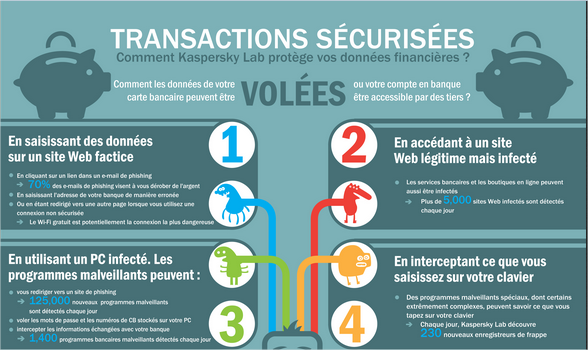 TRANSACTIONS SÉCURISÉES
Comment Kaspersky Lab protège vos données financières ?
Comment les données de votre
carte bancaire peuvent être
VOLÉES
ou votre compte en banque
être accessible par des tiers ?
En saisissant des données
sur un site Web factice
1
En cliquant sur un lien dans un e-mail de phishing
➔ 70% des e-mails de phishing visent à vous dérober de l'argent
En saisissant l'adresse de votre banque de manière erronée
Ou en étant redirigé vers une autre page lorsque vous utilisez une
connexion non sécurisée
➔ Le Wi-Fi gratuit est potentiellement la connexion la plus dangereuse
2
En accédant à un site
Web légitime mais infecté
Les services bancaires et les boutiques en ligne peuvent
aussi être infectés
➔ Plus de 5,000 sites Web infectés sont détectés
chaque jour
En utilisant un PC infecté. Les
programmes malveillants peuvent :
vous rediriger vers un site de phishing
➔ 125,000 nouveaux programmes malveillants
sont détectés chaque jour
voler les mots de passe et les numéros de CB stockés sur votre PC
intercepter les informations échangées avec votre banque
➔ 1,400 programmes bancaires malveillants détectés chaque jour
3
4
En interceptant ce que vous
saisissez sur votre clavier
Des programmes malveillants spéciaux, dont certains
extrêmement complexes, peuvent savoir ce que vous
tapez sur votre clavier
➔ Chaque jour, Kaspersky Lab découvre
230 nouveaux enregistreurs de frappe